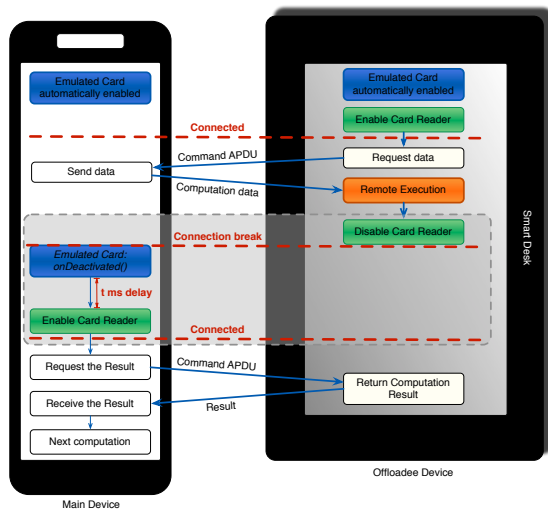 Emulated Card
automatically enabled
Emulated Card
automatically enabled
Enable Card Reader
Connected
Command APDU
Request data
Send data
Computation data
Remote Execution
Smart Desk
Connection break
Disable Card Reader
Emulated Card:
onDeactivated()
t ms delay
Enable Card Reader
Connected
Request the Result
Command APDU
Return Computation
Result
Receive the Result
Result
Next computation
Offloadee Device
Main Device